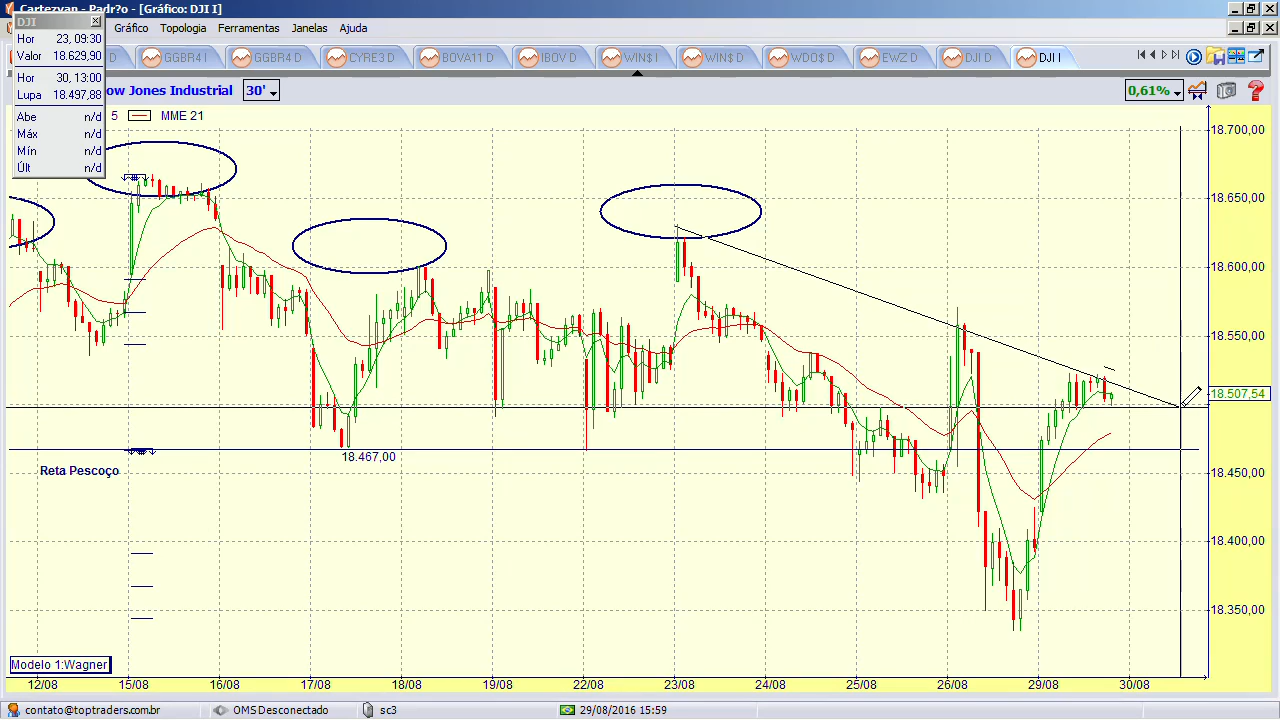 Cartezyan - Padr?o - [Gráfico: DJI I]
DJI
Gráfico Topologia Ferramentas Janelas Ajuda
Hor 23, 09:30
Valor 18.629,90
Hor 30, 13:00
Lupa 18.497,88
Abe n/d
Máx n/d
Mín n/d
Últ n/d
D GGBR4 I GGBR4 D CYRE3 D BOVA11 D IBOV D WIN$ I WIN$ D WDO$ D EWZ D DJI D DJI I
ow Jones Industrial 30' 0,61%
5 MME 21
18.700,00
18.650,00
18.600,00
18.550,00
18.507,54
18.467,00
Reta Pescoço
18.450,00
18.400,00
18.350,00
Modelo 1:Wagner
12/08 15/08 16/08 17/08 18/08 19/08 22/08 23/08 24/08 25/08 26/08 29/08 30/08
contato@toptraders.com.br OMS Desconectado sc3 29/08/2016 15:59